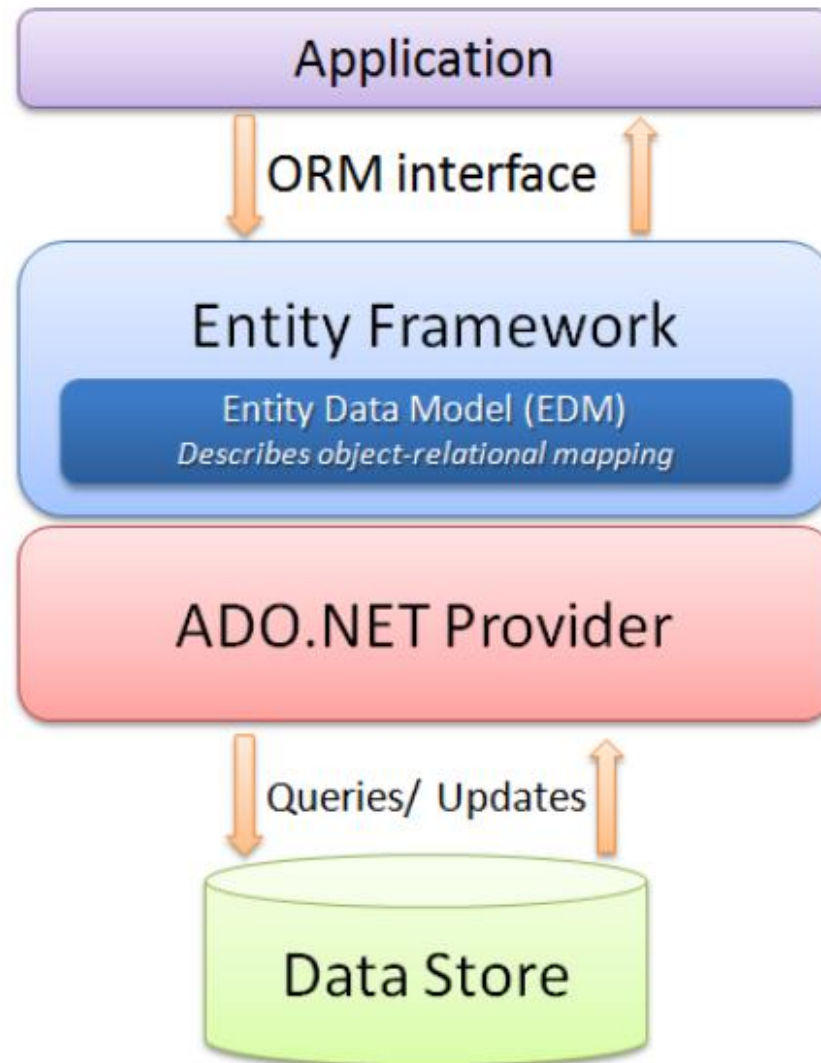 Application
ORM interface
Entity Framework
Entity Data Model (EDM)
Describes object-relational mapping
ADO.NET Provider
Queries/ Updates
Data Store